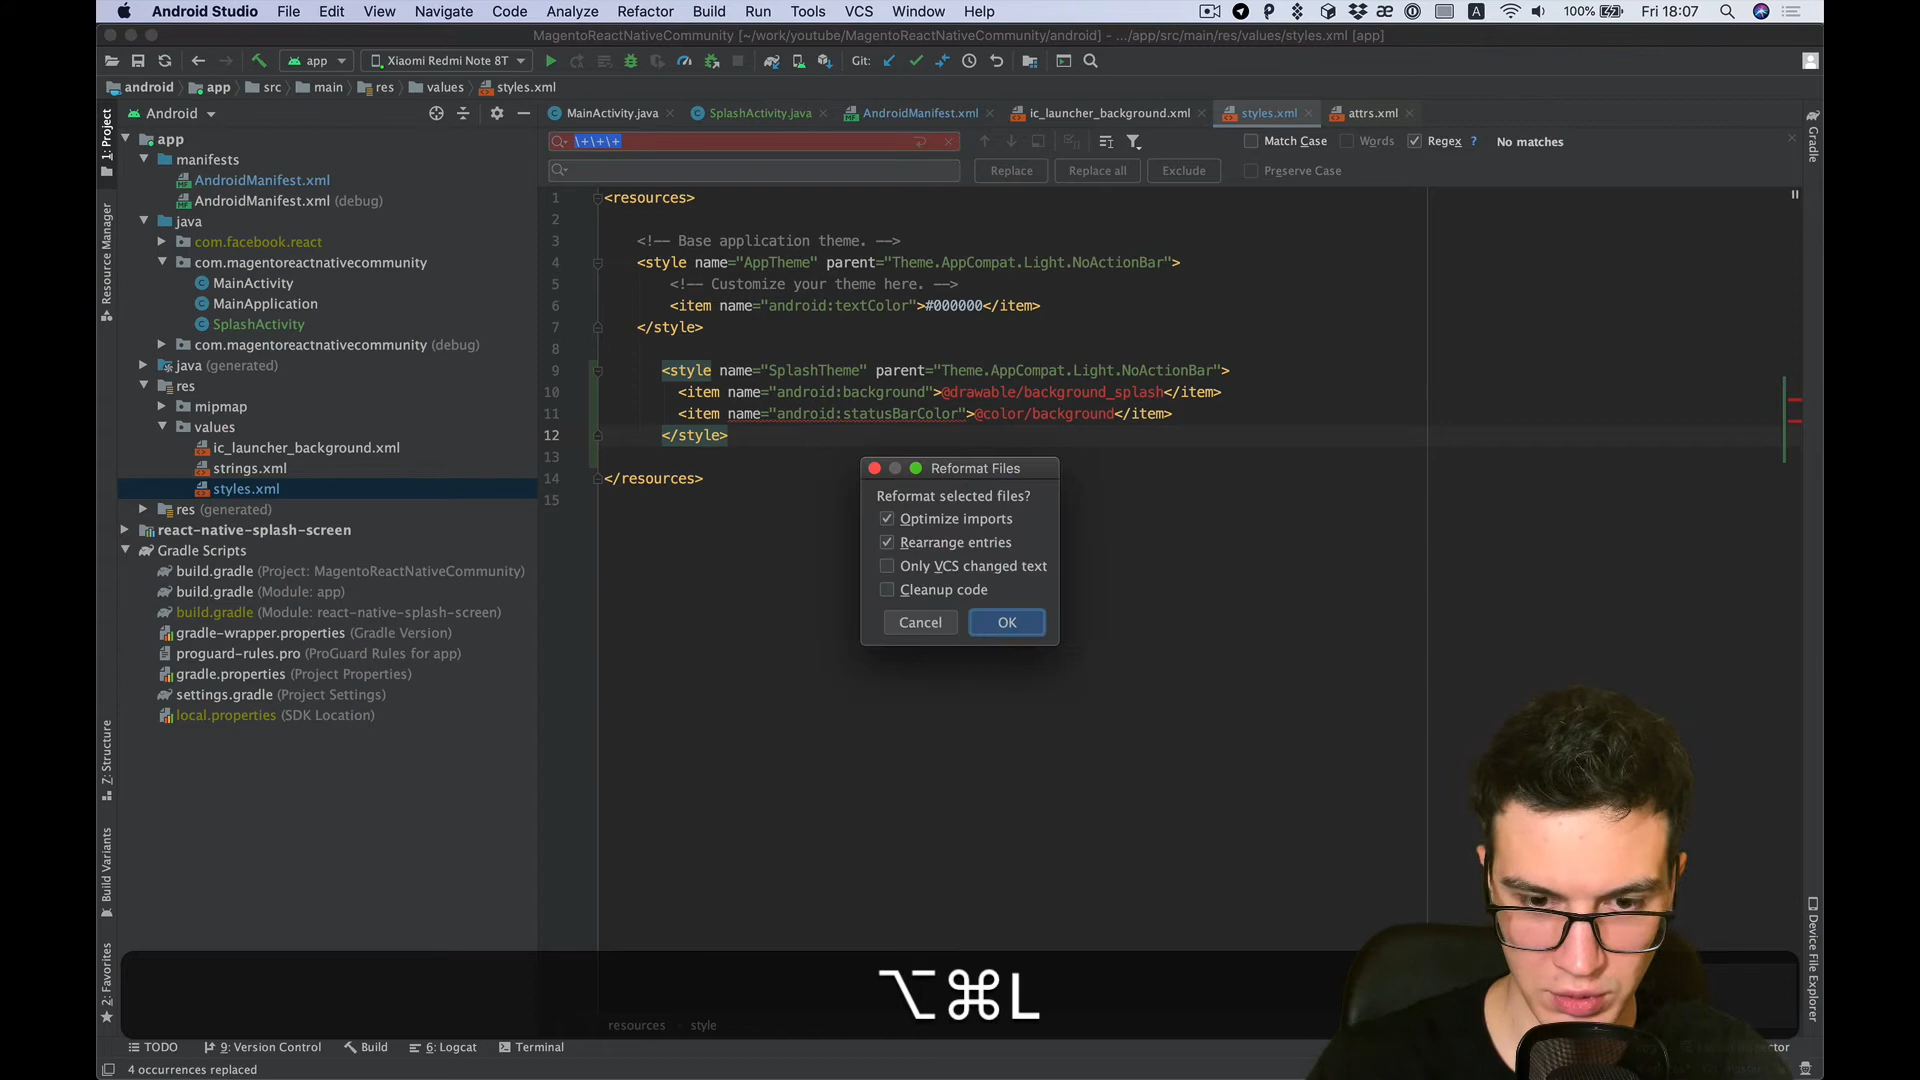 Android Studio File Edit View Navigate Code Analyze Refactor Build Run Tools VCS Window Help 100% Fri 18:07
MagentoReactNativeCommunity [~/work/youtube/MagentoReactNativeCommunity/android] - .../app/src/main/res/values/styles.xml [app]
app Xiaomi Redmi Note 8T Git:
android app src main res values styles.xml
Android
MainActivity.java SplashActivity.java AndroidManifest.xml ic_launcher_background.xml styles.xml attrs.xml
\+\+\+ Match Case Words Regex ? No matches
Replace Replace all Exclude Preserve Case
1: Project
Resource Manager
7: Structure
Build Variants
2: Favorites
app
manifests
AndroidManifest.xml
AndroidManifest.xml (debug)
java
com.facebook.react
com.magentoreactnativecommunity
MainActivity
MainApplication
SplashActivity
com.magentoreactnativecommunity (debug)
java (generated)
res
mipmap
values
ic_launcher_background.xml
strings.xml
styles.xml
res (generated)
react-native-splash-screen
Gradle Scripts
build.gradle (Project: MagentoReactNativeCommunity)
build.gradle (Module: app)
build.gradle (Module: react-native-splash-screen)
gradle-wrapper.properties (Gradle Version)
proguard-rules.pro (ProGuard Rules for app)
gradle.properties (Project Properties)
settings.gradle (Project Settings)
local.properties (SDK Location)
1 <resources>
2
3 <!-- Base application theme. -->
4 <style name="AppTheme" parent="Theme.AppCompat.Light.NoActionBar">
5 <!-- Customize your theme here. -->
6 <item name="android:textColor">#000000</item>
7 </style>
8
9 <style name="SplashTheme" parent="Theme.AppCompat.Light.NoActionBar">
10 <item name="android:background">@drawable/background_splash</item>
11 <item name="android:statusBarColor">@color/background</item>
12 </style>
13
14 </resources>
15
Reformat Files
Reformat selected files?
Optimize imports
Rearrange entries
Only VCS changed text
Cleanup code
Cancel OK
Gradle
Device File Explorer
⌥⌘L
resources style
TODO 9: Version Control Build 6: Logcat Terminal
4 occurrences replaced